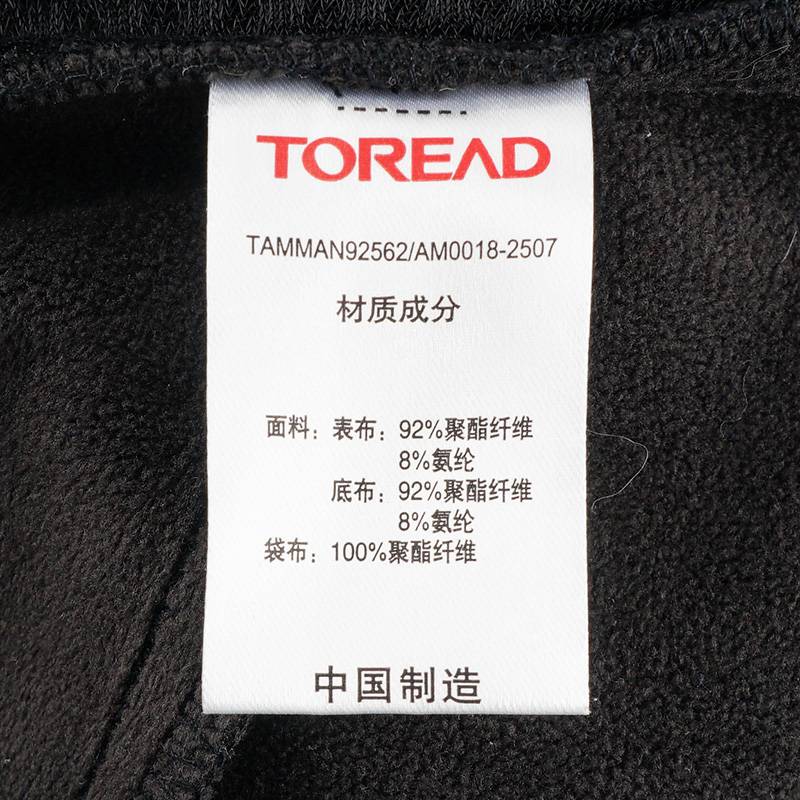 TOREAD
TAMMAN92562/AM0018-2507
材质成分
面料：表布：92%聚酯纤维
8%氨纶
底布：92%聚酯纤维
8%氨纶
袋布：100%聚酯纤维
中国制造